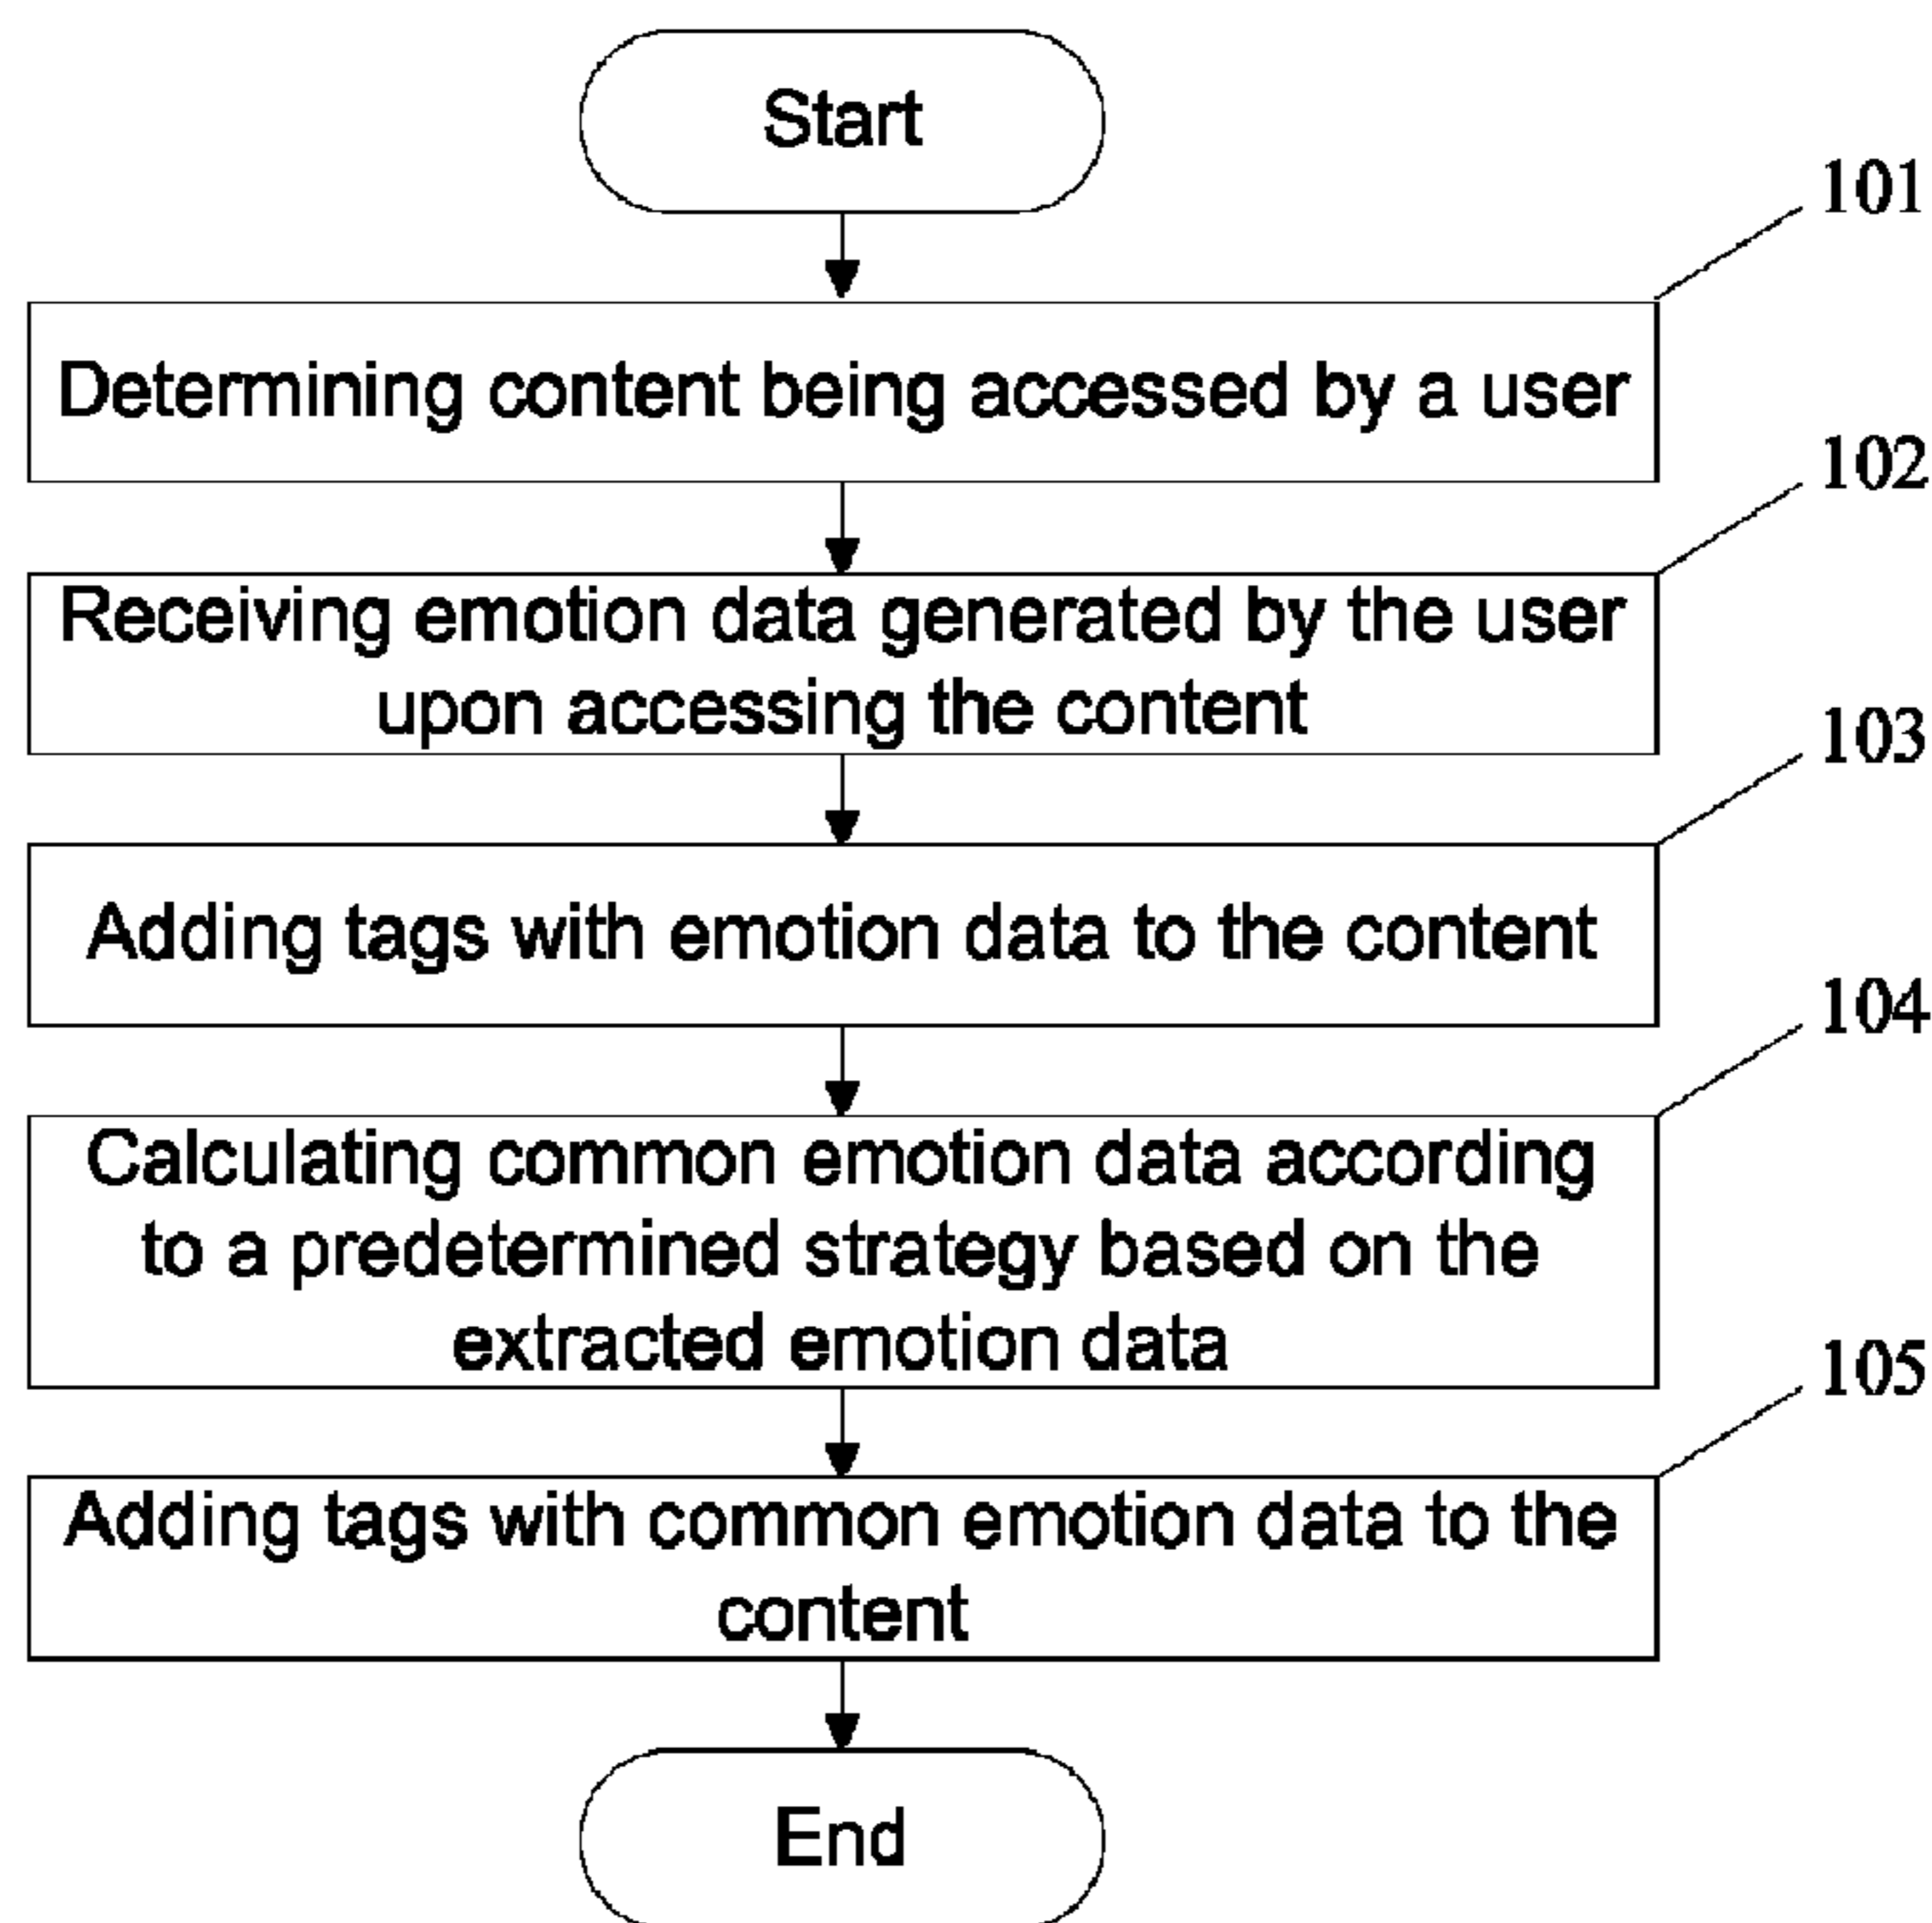 Start
101
Determining content being accessed by a user
102
Receiving emotion data generated by the user
upon accessing the content
103
Adding tags with emotion data to the content
104
Calculating common emotion data according
to a predetermined strategy based on the
extracted emotion data
105
Adding tags with common emotion data to the
content
End